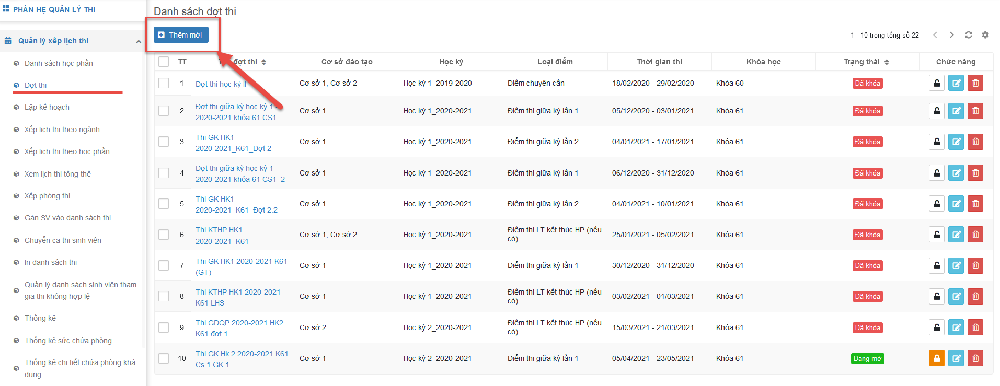 PHÂN HỆ QUẢN LÝ THI
Quản lý xếp lịch thi
Danh sách học phần
Đợt thi
Lập kế hoạch
Xếp lịch thi theo ngành
Xếp lịch thi theo học phần
Xem lịch thi tổng thể
Xếp phòng thi
Gán SV vào danh sách thi
Chuyển ca thi sinh viên
In danh sách thi
Quản lý danh sách sinh viên tham
gia thi không hợp lệ
Thống kê
Thống kê sức chứa phòng
Thống kê chi tiết chứa phòng khả
dụng
Danh sách đợt thi
Thêm mới
1 - 10 trong tổng số 22
TT đợt thi Cơ sở đào tạo Học kỳ Loại điểm Thời gian thi Khóa học Trạng thái Chức năng
1 Đợt thi học kỳ II Cơ sở 1, Cơ sở 2 Học kỳ 1_2019-2020 Điểm chuyên cần 18/02/2020 - 29/02/2020 Khóa 60 Đã khóa
2 Đợt thi giữa kỳ học kỳ 1 -
2020-2021 khóa 61 CS1 Cơ sở 1 Học kỳ 1_2020-2021 Điểm thi giữa kỳ lần 1 05/12/2020 - 03/01/2021 Khóa 61 Đã khóa
3 Thi GK HK1
2020-2021_K61_Đợt 2 Cơ sở 1 Học kỳ 1_2020-2021 Điểm thi giữa kỳ lần 2 04/01/2021 - 17/01/2021 Khóa 61 Đã khóa
4 Đợt thi giữa kỳ học kỳ 1 -
2020-2021 khóa 61 CS1_2 Cơ sở 1 Học kỳ 1_2020-2021 Điểm thi giữa kỳ lần 1 06/12/2020 - 31/12/2020 Khóa 61 Đã khóa
5 Thi GK HK1
2020-2021_K61_Đợt 2.2 Cơ sở 1 Học kỳ 1_2020-2021 Điểm thi giữa kỳ lần 2 04/01/2021 - 10/01/2021 Khóa 61 Đã khóa
6 Thi KTHP HK1
2020-2021_K61 Cơ sở 1, Cơ sở 2 Học kỳ 1_2020-2021 Điểm thi LT kết thúc HP (nếu
có) 25/01/2021 - 05/02/2021 Khóa 61 Đã khóa
7 Thi GK HK1 2020-2021 K61
(GT) Cơ sở 1 Học kỳ 1_2020-2021 Điểm thi giữa kỳ lần 1 30/12/2020 - 31/12/2020 Khóa 61 Đã khóa
8 Thi KTHP HK1 2020-2021
K61 LHS Cơ sở 1 Học kỳ 1_2020-2021 Điểm thi LT kết thúc HP (nếu
có) 03/02/2021 - 01/03/2021 Khóa 61 Đã khóa
9 Thi GDQP 2020-2021 HK2
K61 đợt 1 Cơ sở 2 Học kỳ 2_2020-2021 Điểm thi LT kết thúc HP (nếu
có) 15/03/2021 - 21/03/2021 Khóa 61 Đã khóa
10 Thi GK Hk 2 2020-2021 K61
Cs 1 GK 1 Cơ sở 1 Học kỳ 2_2020-2021 Điểm thi giữa kỳ lần 1 05/04/2021 - 23/05/2021 Khóa 61 Đang mở